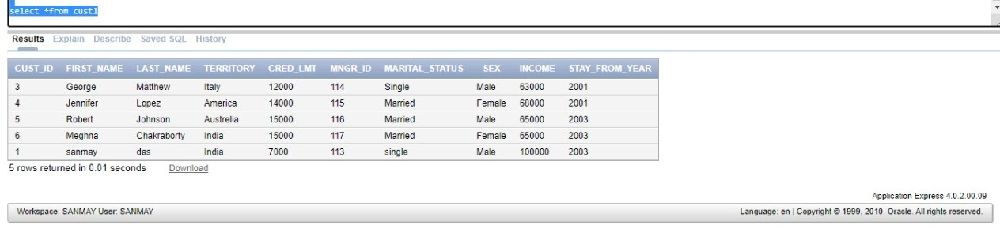 select *from cust1
Results Explain Describe Saved SQL History
CUST_ID FIRST_NAME LAST_NAME TERRITORY CRED_LMT MNGR_ID MARITAL_STATUS SEX INCOME STAY_FROM_YEAR
3 George Matthew Italy 12000 114 Single Male 63000 2001
4 Jennifer Lopez America 14000 115 Married Female 68000 2001
5 Robert Johnson Austrelia 15000 116 Married Male 65000 2003
6 Meghna Chakraborty India 15000 117 Married Female 65000 2003
1 sanmay das India 7000 113 single Male 100000 2003
5 rows returned in 0.01 seconds Download
Application Express 4.0.2.00.09
Workspace: SANMAY User: SANMAY Language: en | Copyright © 1999, 2010, Oracle. All rights reserved.